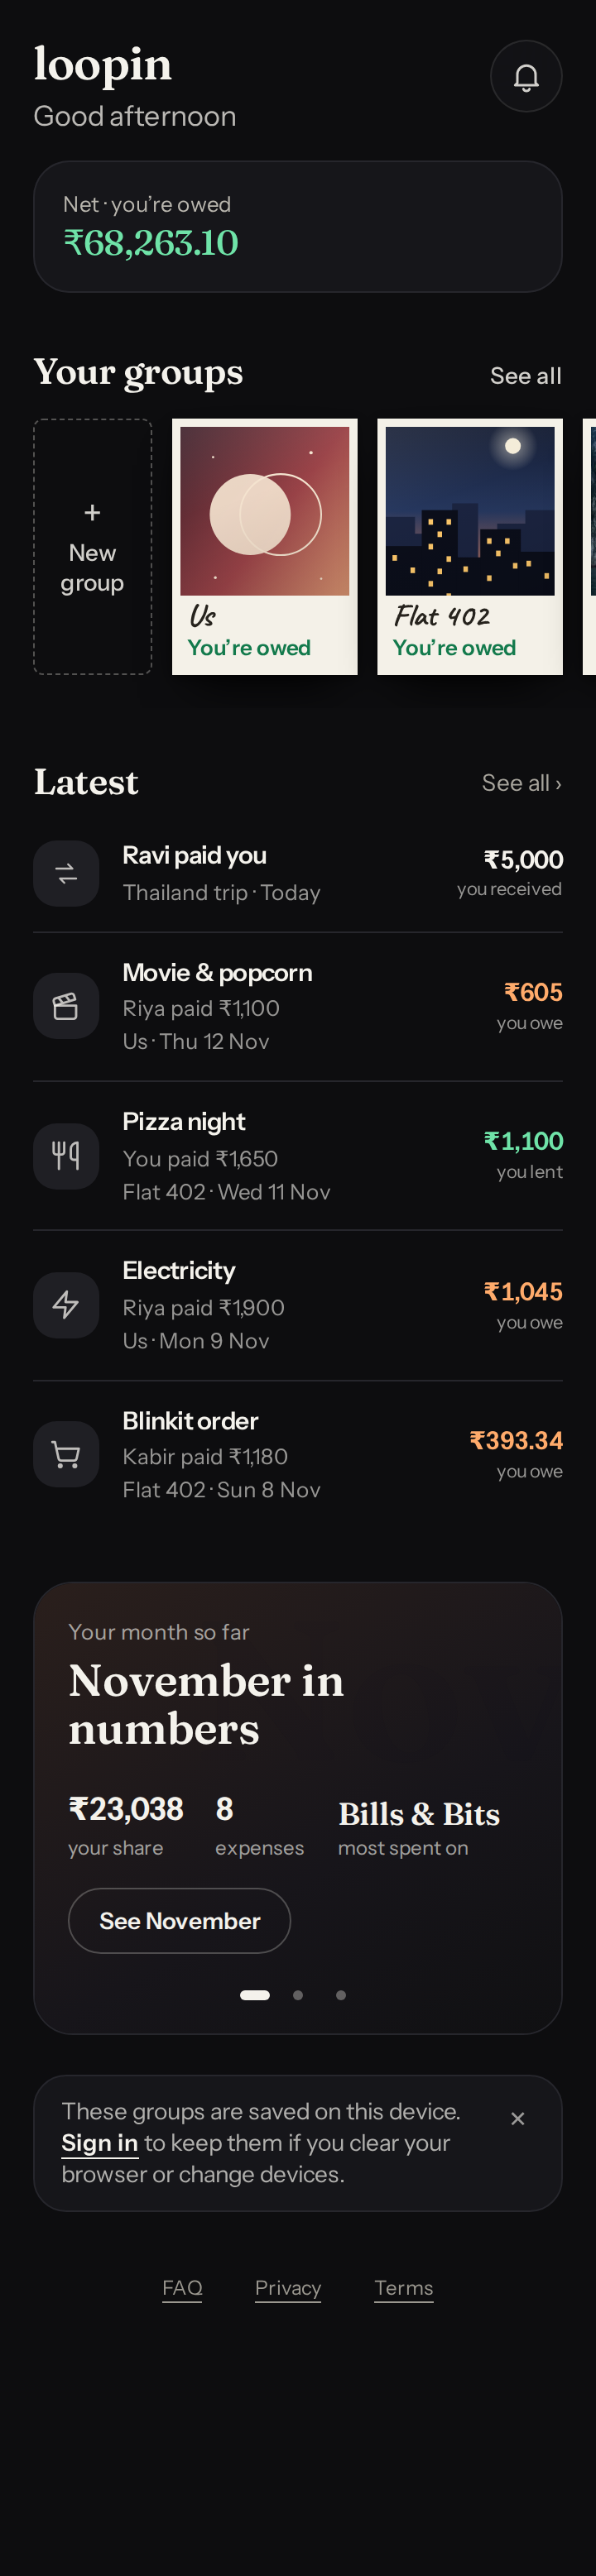 loopin
Good afternoon
Net · you’re owed
₹68,263.10
Your groups
See all
+
New
group
Us
You’re owed
Flat 402
You’re owed
Latest
See all ›
Ravi paid you
Thailand trip · Today
₹5,000
you received
Movie & popcorn
Riya paid ₹1,100
Us · Thu 12 Nov
₹605
you owe
Pizza night
You paid ₹1,650
Flat 402 · Wed 11 Nov
₹1,100
you lent
Electricity
Riya paid ₹1,900
Us · Mon 9 Nov
₹1,045
you owe
Blinkit order
Kabir paid ₹1,180
Flat 402 · Sun 8 Nov
₹393.34
you owe
Your month so far
November in
numbers
₹23,038
your share
8
expenses
Bills & Bits
most spent on
See November
These groups are saved on this device.
Sign in to keep them if you clear your
browser or change devices.
×
FAQ
Privacy
Terms